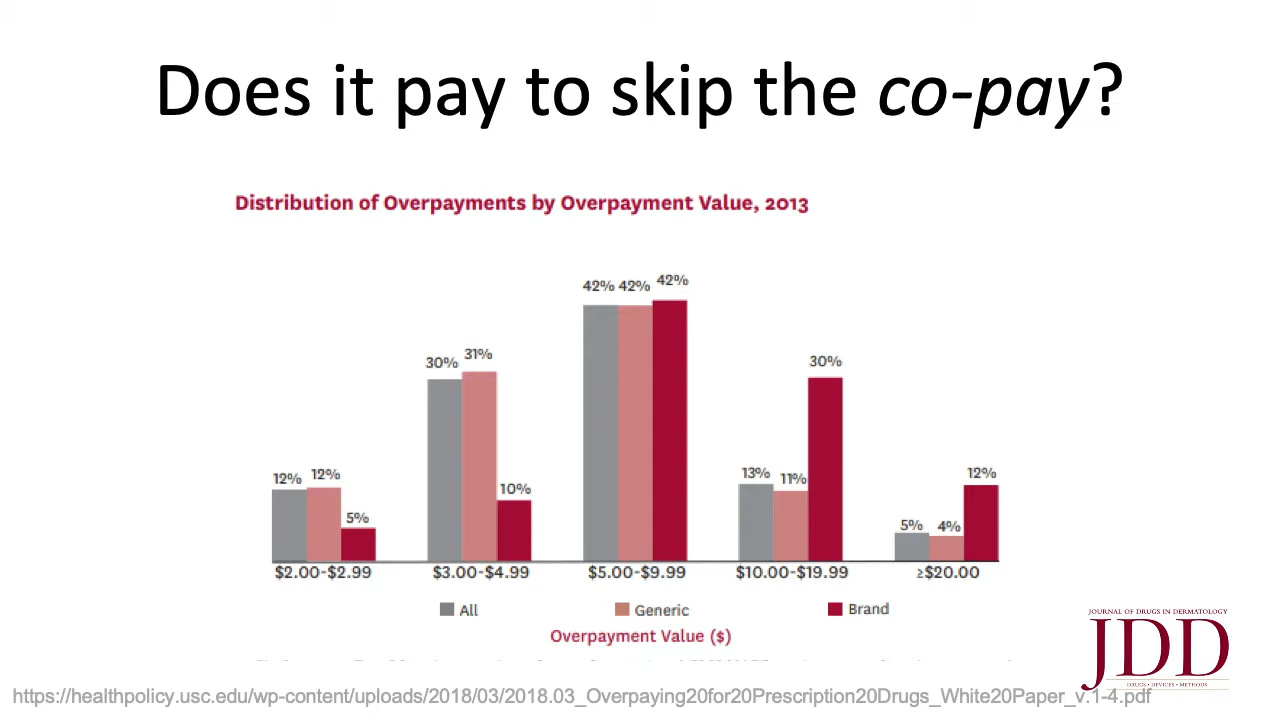 Does it pay to skip the co-pay?
Distribution of Overpayments by Overpayment Value, 2013
42% 42% 42%
30% 31% 30%
12% 12% 5% 10% 13% 11% 5% 4% 12%
$2.00-$2.99 $3.00-$4.99 $5.00-$9.99 $10.00-$19.99 ≥$20.00
All Generic Brand
Overpayment Value ($)
JOURNAL OF DRUGS IN DERMATOLOGY
JDD
DRUGS • DEVICES • METHODS
https://healthpolicy.usc.edu/wp-content/uploads/2018/03/2018.03_Overpaying20for20Prescription20Drugs_White20Paper_v.1-4.pdf